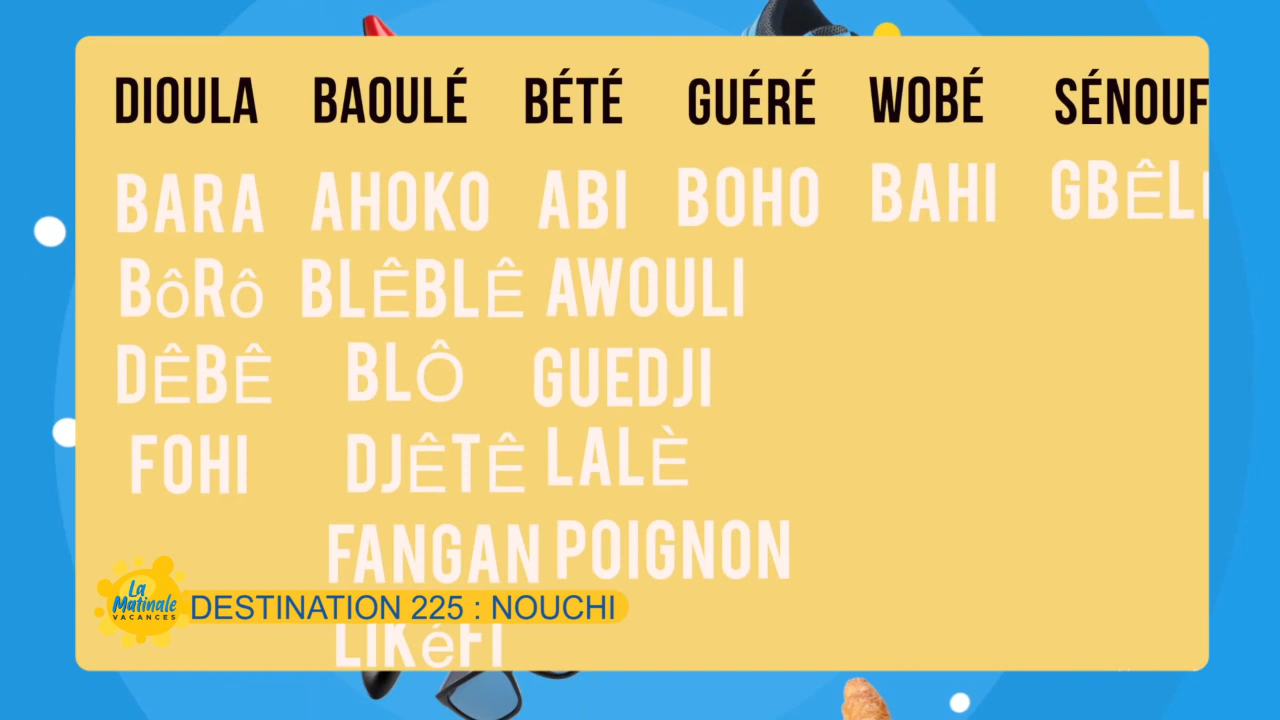 DIOULA BAOULÉ BÉTÉ GUÉRÉ WOBÉ SÉNOUF
BARA AHOKO ABI BOHO BAHI GBÊL
BôRô BLÊBLÊ AWOULI
DÊBÊ BLÔ GUEDJI
FOHI DJÊTÊ LALÈ
FANGAN POIGNON
La Matinale VACANCES
DESTINATION 225 : NOUCHI
LIKéFI